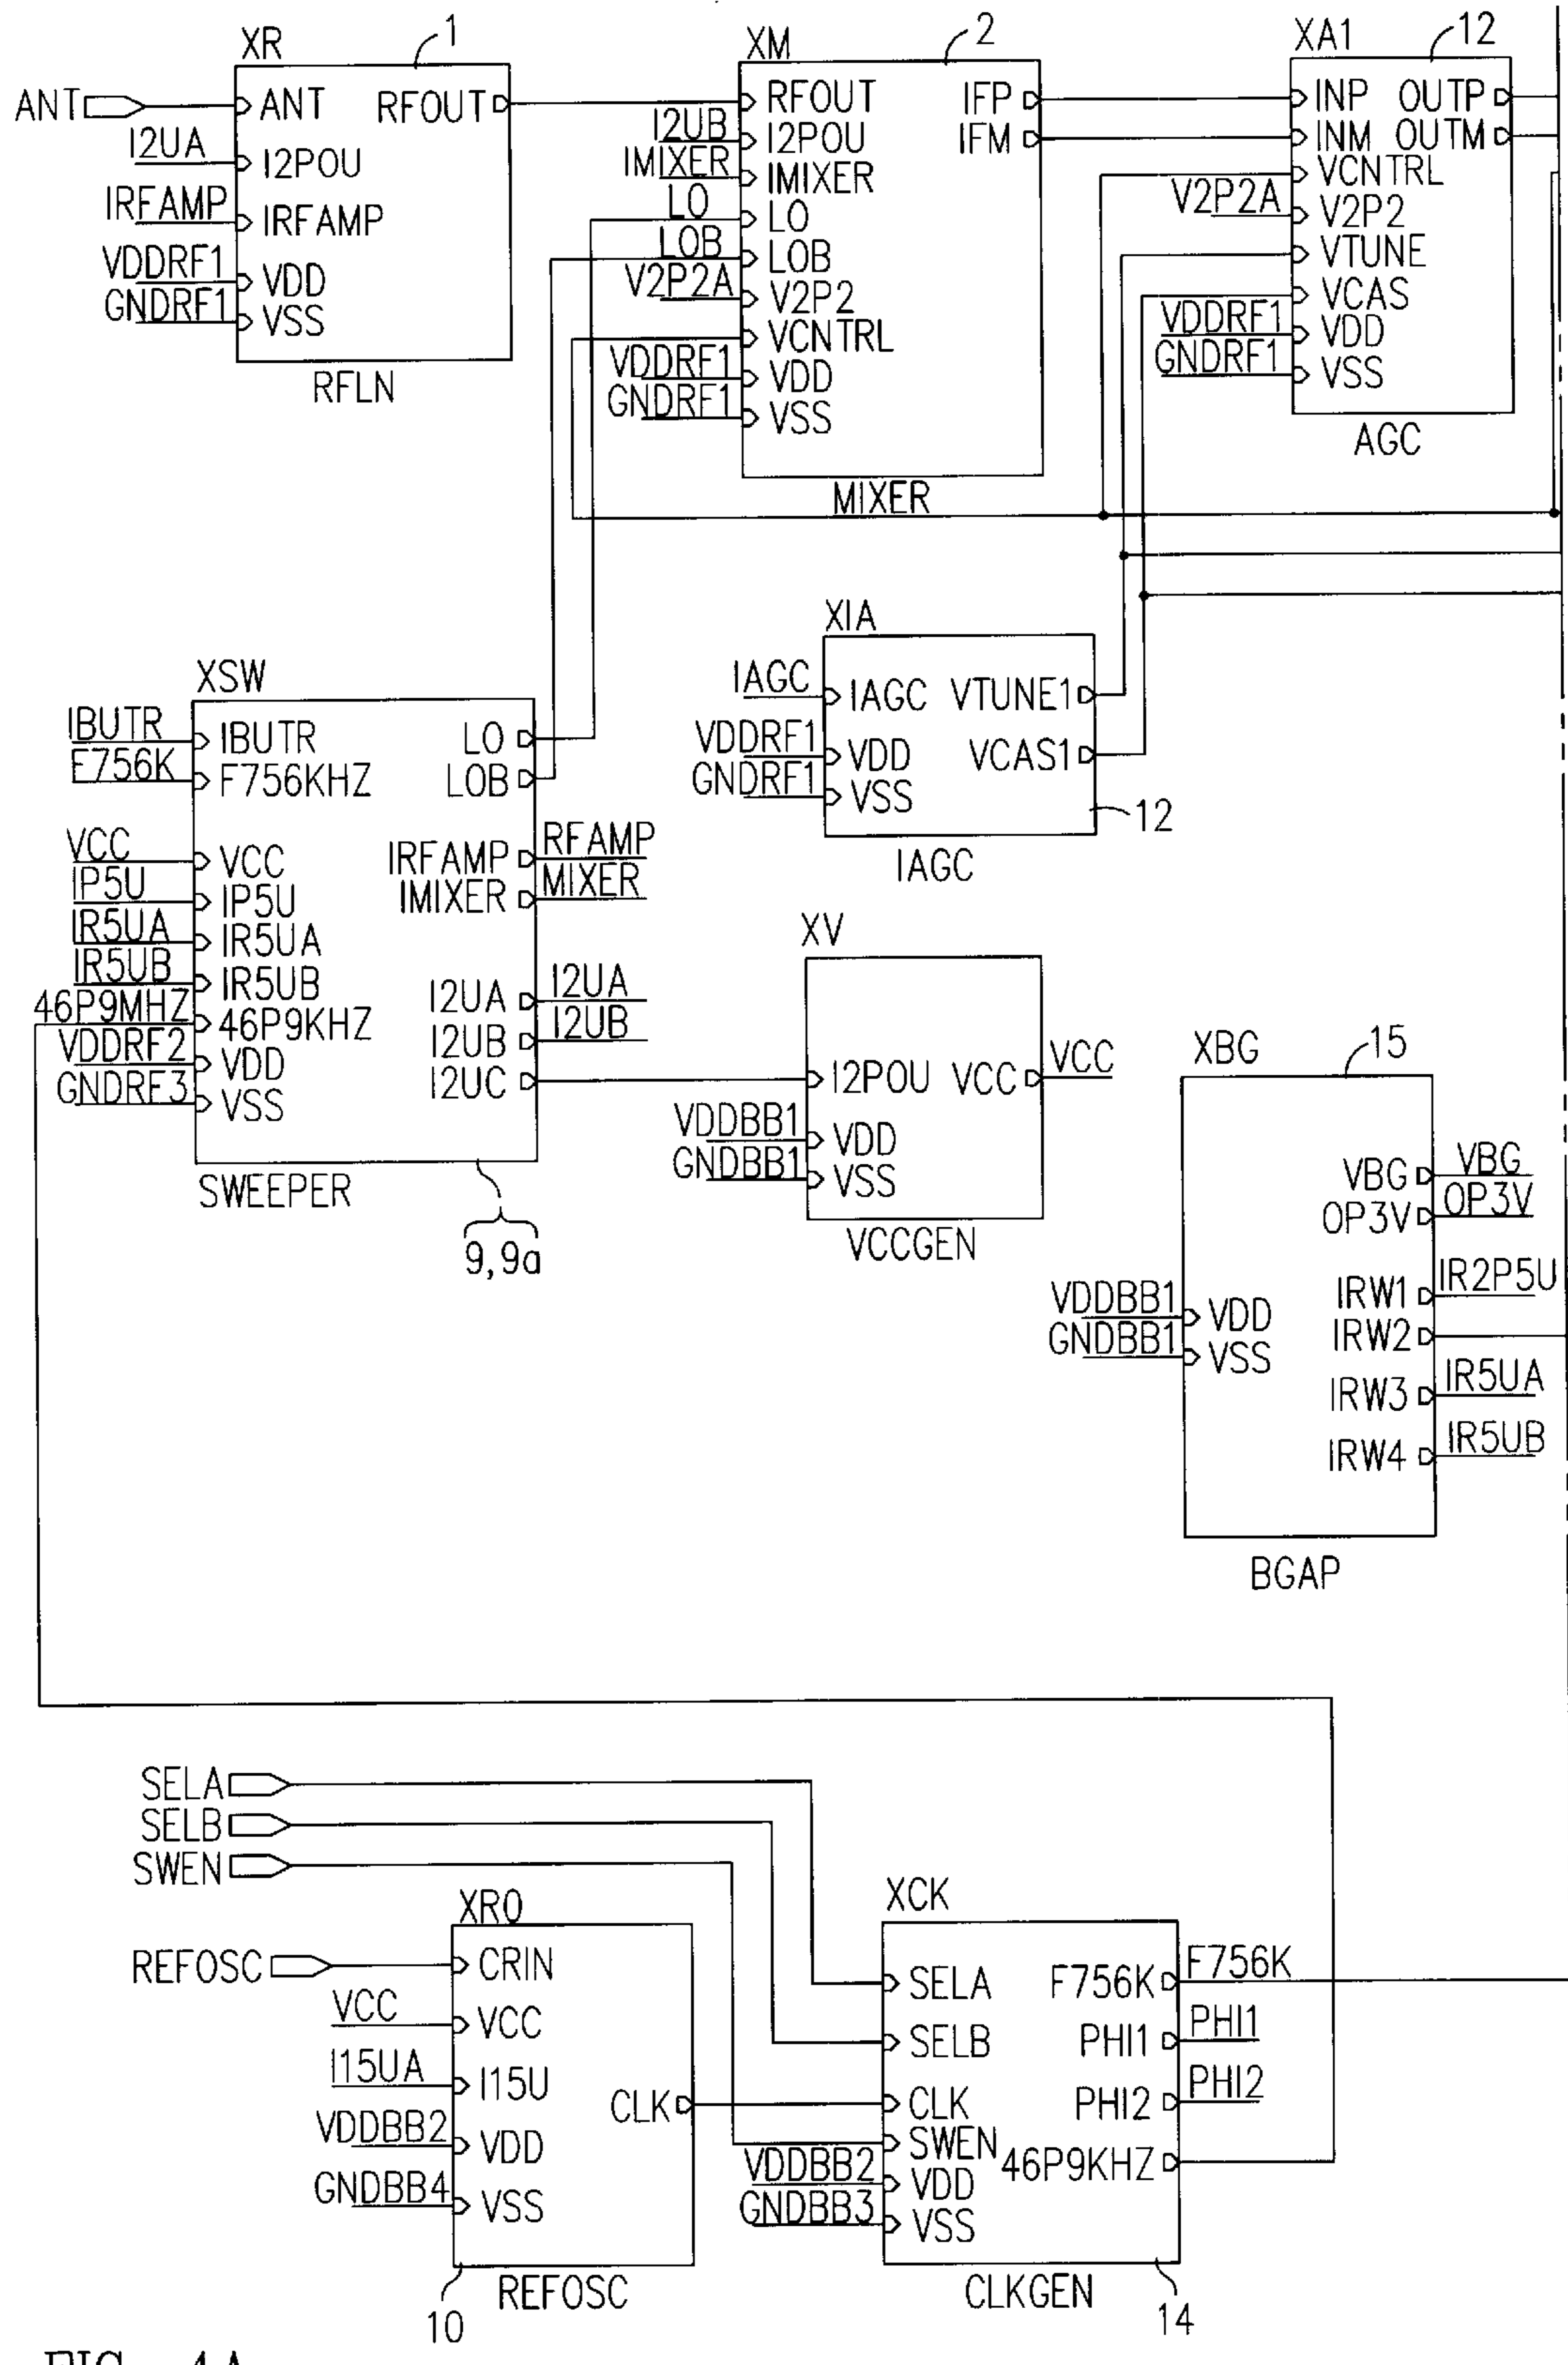 XR
1
ANT
ANT
RFOUT
I2UA
I2POU
IRFAMP
IRFAMP
VDDRF1
VDD
GNDRF1
VSS
RFLN
XM
2
RFOUT
IFP
I2UB
I2POU
IFM
IMIXER
IMIXER
LO
LO
LOB
LOB
V2P2A
V2P2
VCNTRL
VDDRF1
VDD
GNDRF1
VSS
MIXER
XA1
12
INP
OUTP
INM
OUTM
VCNTRL
V2P2A
V2P2
VTUNE
VCAS
VDDRF1
VDD
GNDRF1
VSS
AGC
XIA
IAGC
IAGC
VTUNE1
VDDRF1
VDD
VCAS1
GNDRF1
VSS
12
IAGC
XSW
IBUTR
IBUTR
LO
F756K
F756KHZ
LOB
VCC
VCC
IRFAMP
RFAMP
IP5U
IP5U
IMIXER
MIXER
IR5UA
IR5UA
IR5UB
IR5UB
I2UA
I2UA
46P9MHZ
46P9KHZ
I2UB
I2UB
VDDRF2
VDD
I2UC
GNDRF3
VSS
SWEEPER
9,9a
XV
I2POU
VCC
VCC
VDDBB1
VDD
GNDBB1
VSS
VCCGEN
XBG
15
VBG
VBG
OP3V
OP3V
IRW1
IR2P5U
VDDBB1
VDD
IRW2
GNDBB1
VSS
IRW3
IR5UA
IRW4
IR5UB
BGAP
SELA
SELB
SWEN
XRO
REFOSC
CRIN
VCC
VCC
I15UA
I15U
CLK
VDDBB2
VDD
GNDBB4
VSS
10
REFOSC
XCK
SELA
F756K
F756K
SELB
PHI1
PHI1
CLK
PHI2
PHI2
SWEN
46P9KHZ
VDDBB2
VDD
GNDBB3
VSS
CLKGEN
14
FIG. 4A